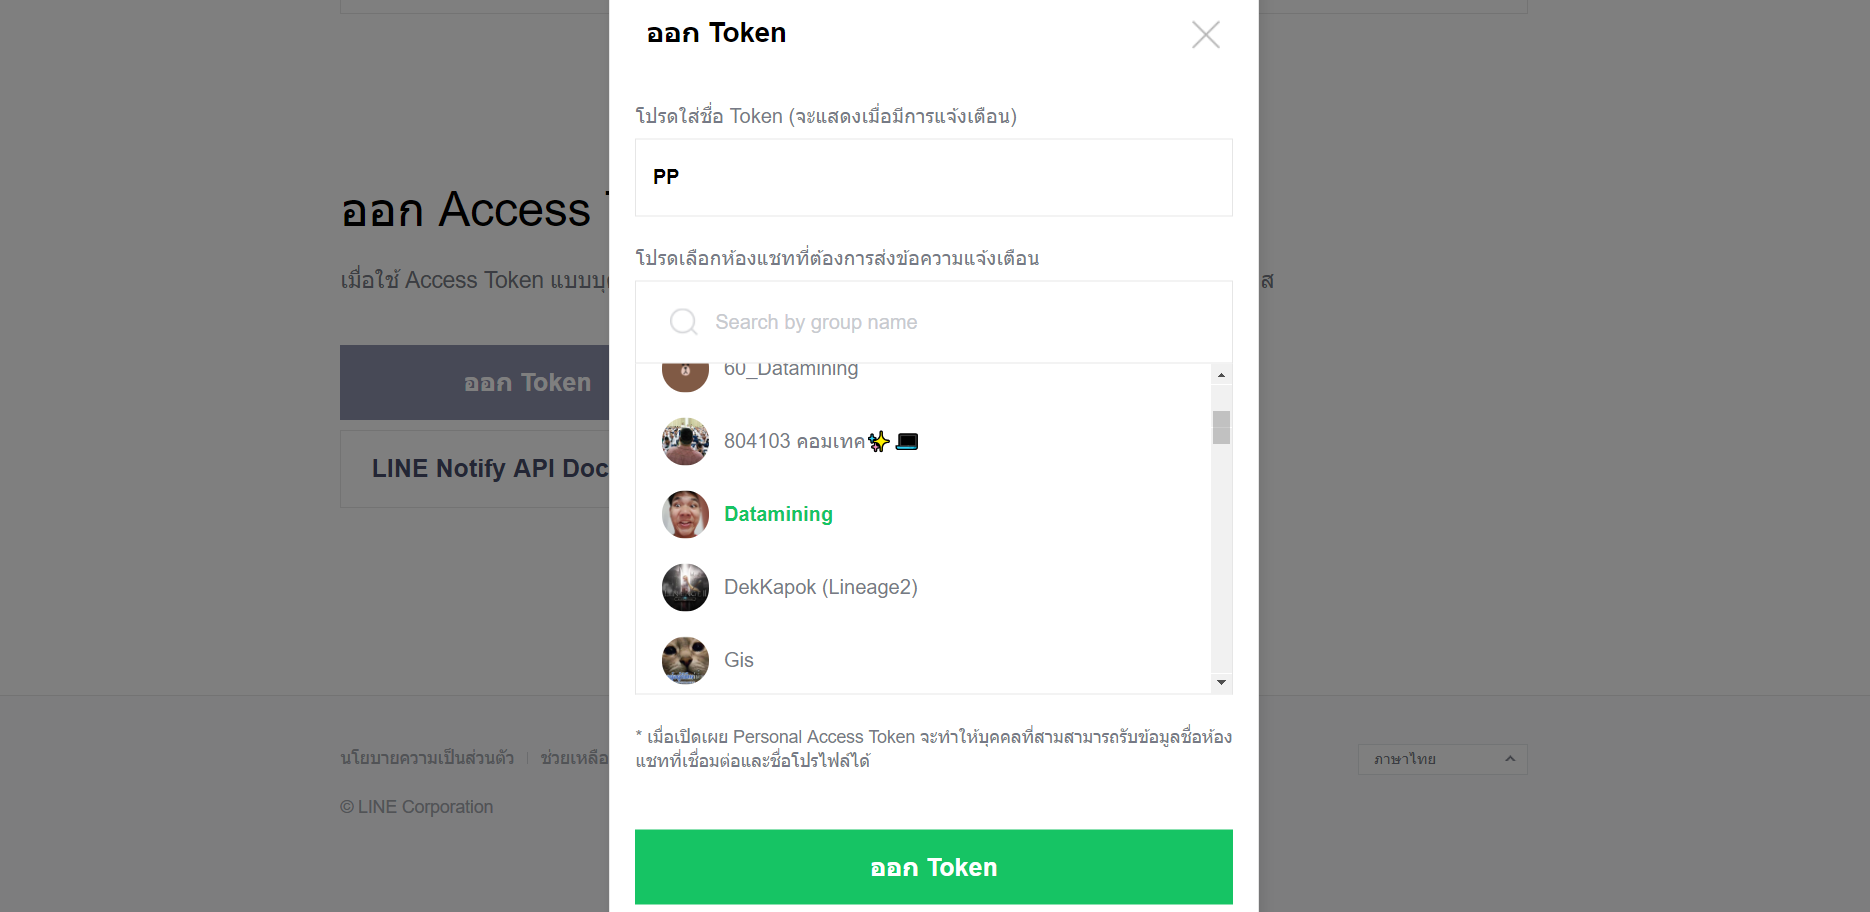 ออก Token
โปรดใส่ชื่อ Token (จะแสดงเมื่อมีการแจ้งเตือน)
PP
ออก Access
เมื่อใช้ Access Token แบบบุ
โปรดเลือกห้องแชทที่ต้องการส่งข้อความแจ้งเตือน
ส
Search by group name
60_Datamining
ออก Token
804103 คอมเทค✨💻
LINE Notify API Doc
Datamining
DekKapok (Lineage2)
Gis
* เมื่อเปิดเผย Personal Access Token จะทำให้บุคคลที่สามสามารถรับข้อมูลชื่อห้อง
แชทที่เชื่อมต่อและชื่อโปรไฟล์ได้
นโยบายความเป็นส่วนตัว
ช่วยเหลือ
ภาษาไทย
© LINE Corporation
ออก Token